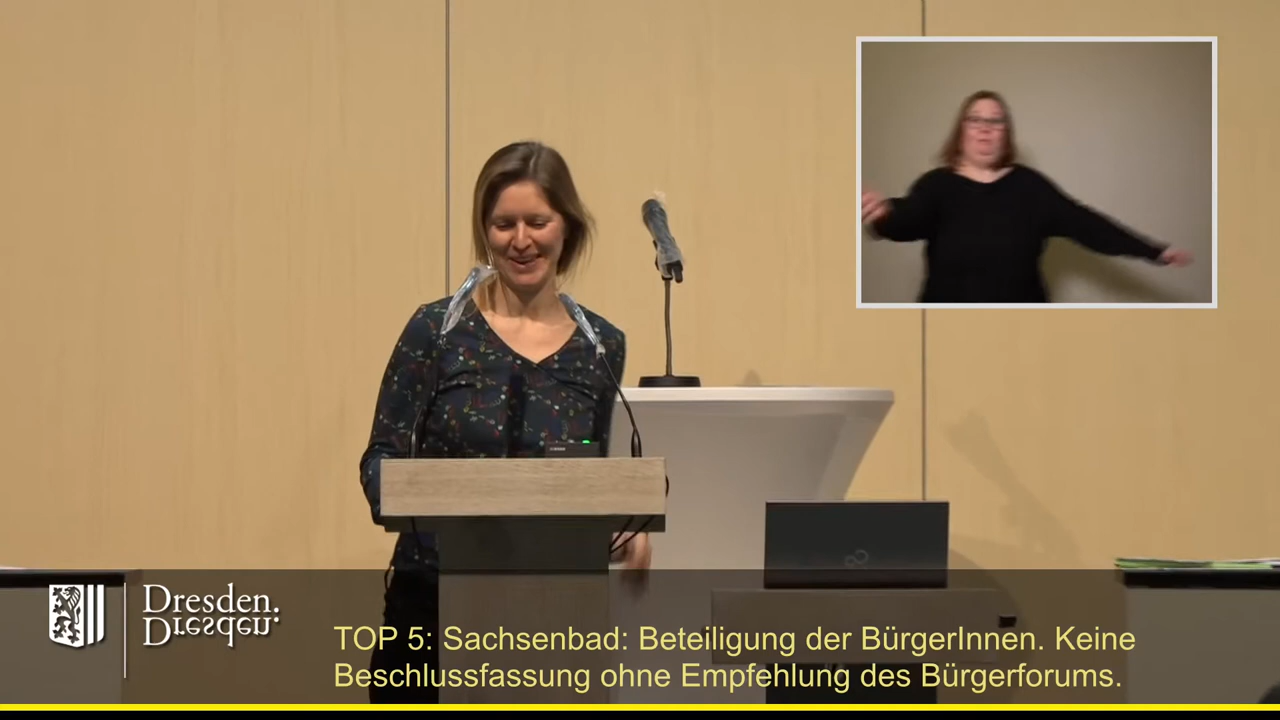 Dresden.
Dresden.
TOP 5: Sachsenbad: Beteiligung der BürgerInnen. Keine
Beschlussfassung ohne Empfehlung des Bürgerforums.